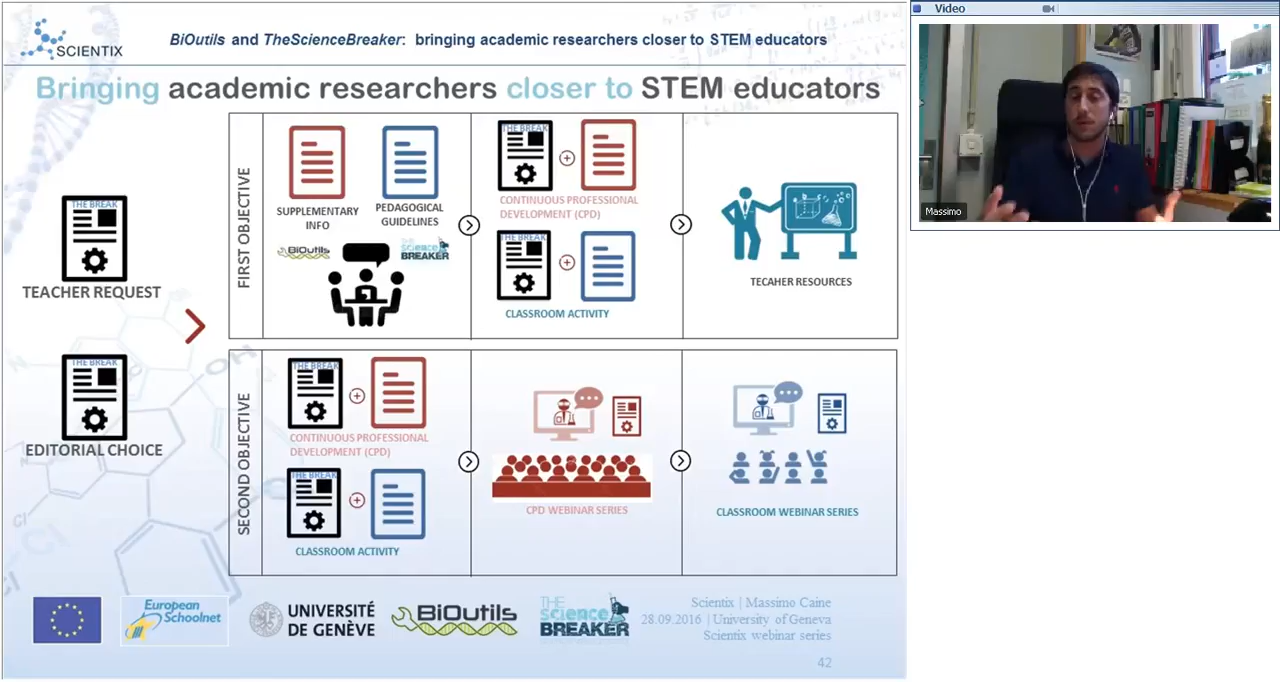 SCIENTIX
BiOutils and TheScienceBreaker: bringing academic researchers closer to STEM educators
Bringing academic researchers closer to STEM educators
THE BREAK
TEACHER REQUEST
THE BREAK
EDITORIAL CHOICE
FIRST OBJECTIVE
SUPPLEMENTARY
INFO
PEDAGOGICAL
GUIDELINES
BiOutils
THE
science
BREAKER
THE BREAK
CONTINUOUS PROFESSIONAL
DEVELOPMENT (CPD)
THE BREAK
CLASSROOM ACTIVITY
TECAHER RESOURCES
SECOND OBJECTIVE
THE BREAK
CONTINUOUS PROFESSIONAL
DEVELOPMENT (CPD)
THE BREAK
CLASSROOM ACTIVITY
CPD WEBINAR SERIES
CLASSROOM WEBINAR SERIES
European
Schoolnet
UNIVERSITÉ
DE GENÈVE
BiOutils
THE
science
BREAKER
Scientix | Massimo Caine
28.09.2016 | University of Geneva
Scientix webinar series
42
Video
Massimo